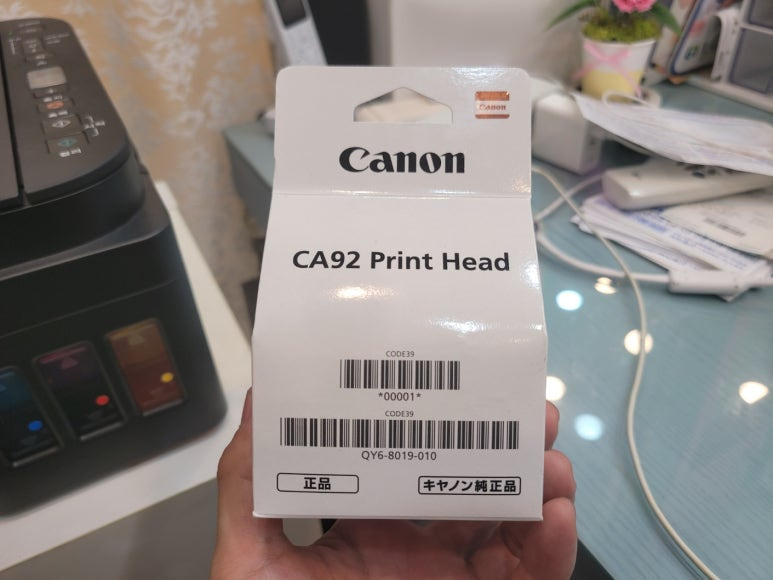 Canon
Canon
CA92 Print Head
CODE39
*00001*
CODE39
QY6-8019-010
正品
キヤノン純正品